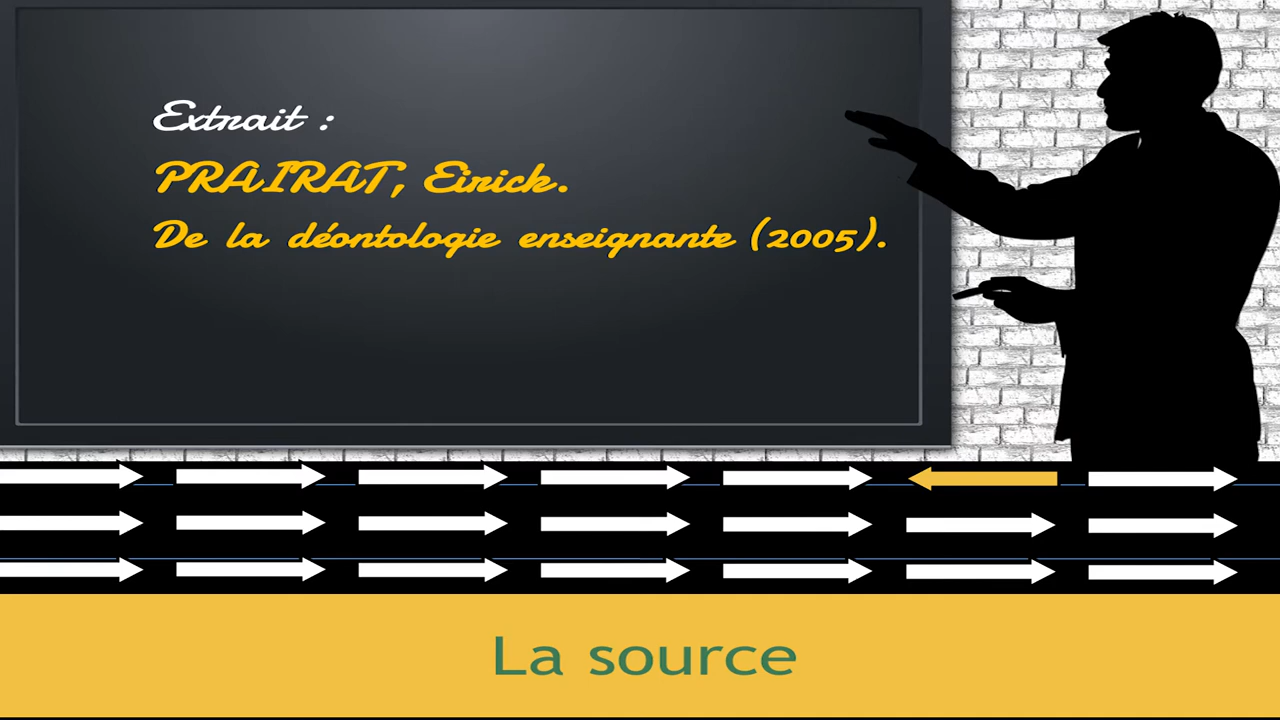 Extrait :
PRAIRAT, Eirick.
De la déontologie enseignante (2005).
La source